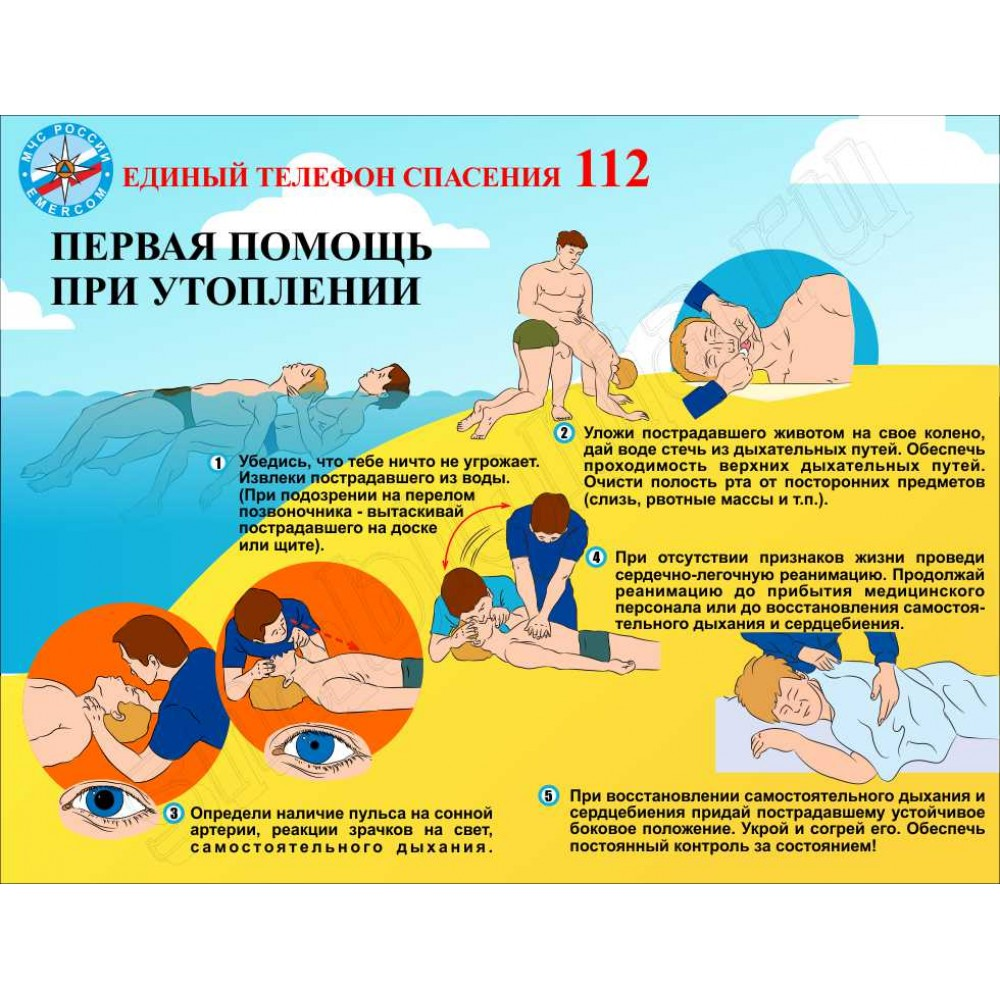 МЧС РОССИИ
EMERCOM
ЕДИНЫЙ ТЕЛЕФОН СПАСЕНИЯ 112
ПЕРВАЯ ПОМОЩЬ
ПРИ УТОПЛЕНИИ
1 Убедись, что тебе ничто не угрожает.
Извлеки пострадавшего из воды.
(При подозрении на перелом
позвоночника - вытаскивай
пострадавшего на доске
или щите).
2 Уложи пострадавшего животом на свое колено,
дай воде стечь из дыхательных путей. Обеспечь
проходимость верхних дыхательных путей.
Очисти полость рта от посторонних предметов
(слизь, рвотные массы и т.п.).
3 Определи наличие пульса на сонной
артерии, реакции зрачков на свет,
самостоятельного дыхания.
4 При отсутствии признаков жизни проведи
сердечно-легочную реанимацию. Продолжай
реанимацию до прибытия медицинского
персонала или до восстановления самостоя-
тельного дыхания и сердцебиения.
5 При восстановлении самостоятельного дыхания и
сердцебиения придай пострадавшему устойчивое
боковое положение. Укрой и согрей его. Обеспечь
постоянный контроль за состоянием!